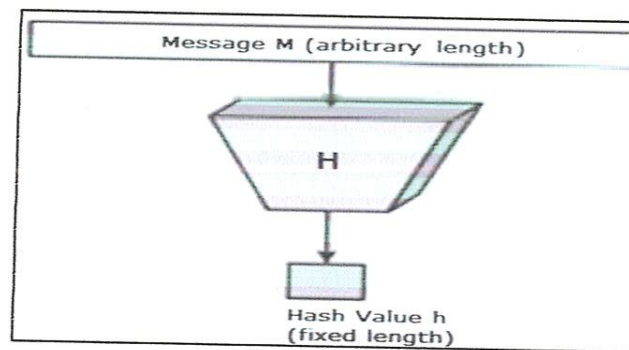 Message M (arbitrary length)
H
Hash Value h
(fixed length)